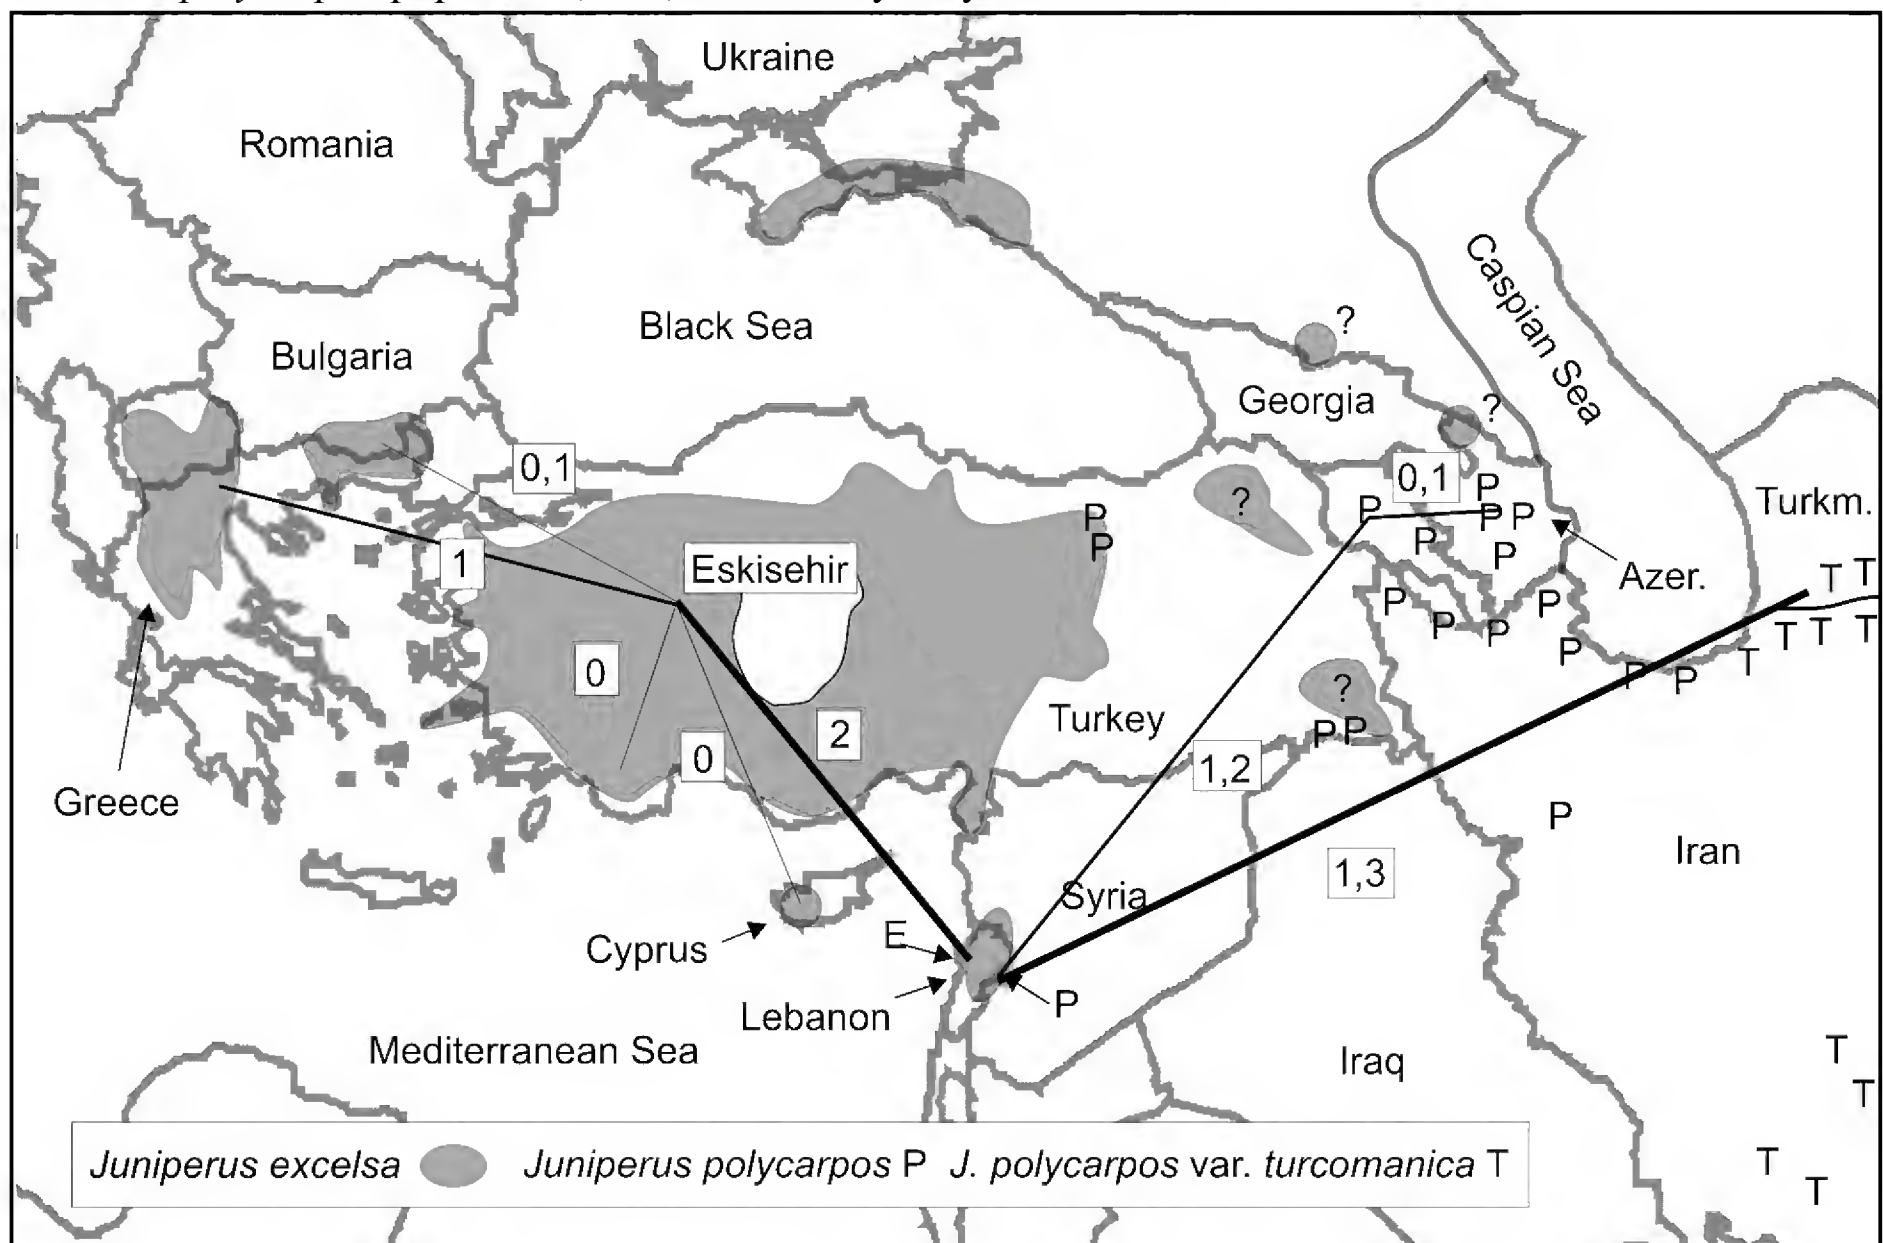 Ukraine
Romania
Caspian Sea
Black Sea
?
Bulgaria
Georgia
?
0,1
0,1
P
?
Turkm.
P
P
P P
P
P
P
1
Eskisehir
Azer.
T T
P
P
P
P
T T T
0
P
T
P
P
?
2
Turkey
P P
0
1,2
Greece
P
1,3
Iran
Syria
E
Cyprus
P
Lebanon
Mediterranean Sea
Iraq
T
T
Juniperus excelsa Juniperus polycarpos P J. polycarpos var. turcomanica T
T
T